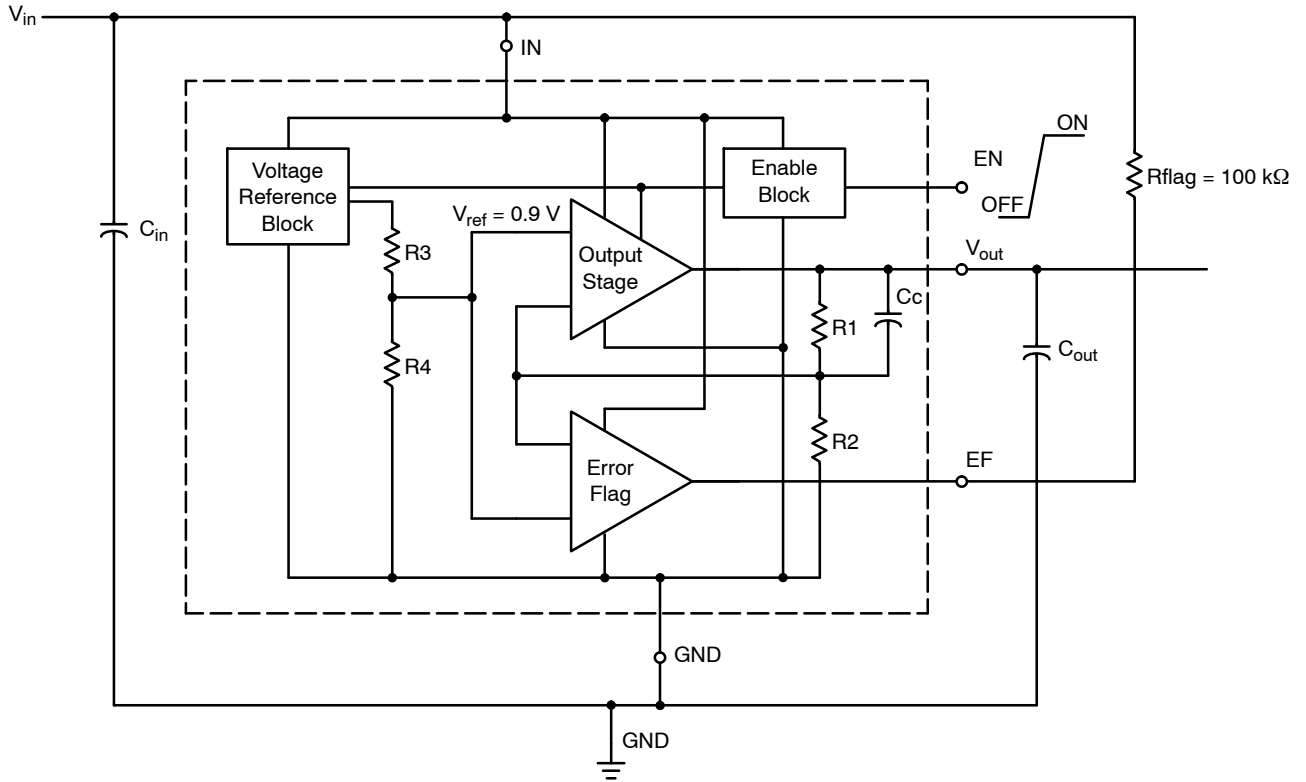 Vin
IN
ON
EN
OFF
Voltage
Reference
Block
Enable
Block
Rflag = 100 kΩ
Vref = 0.9 V
Cin
R3
Output
Stage
Vout
Cc
R1
Cout
R4
R2
Error
Flag
EF
GND
GND